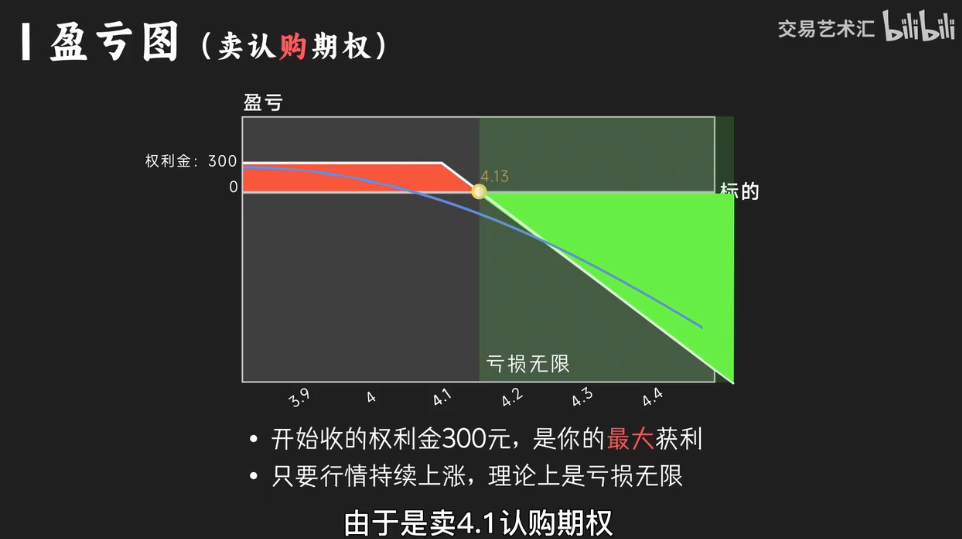 盈亏图（卖认购期权）
交易艺术汇 bilibili
盈亏
权利金：300
0
4.13
标的
亏损无限
3.9 4 4.1 4.2 4.3 4.4
• 开始收的权利金300元，是你的最大获利
• 只要行情持续上涨，理论上是亏损无限
由于是卖4.1认购期权